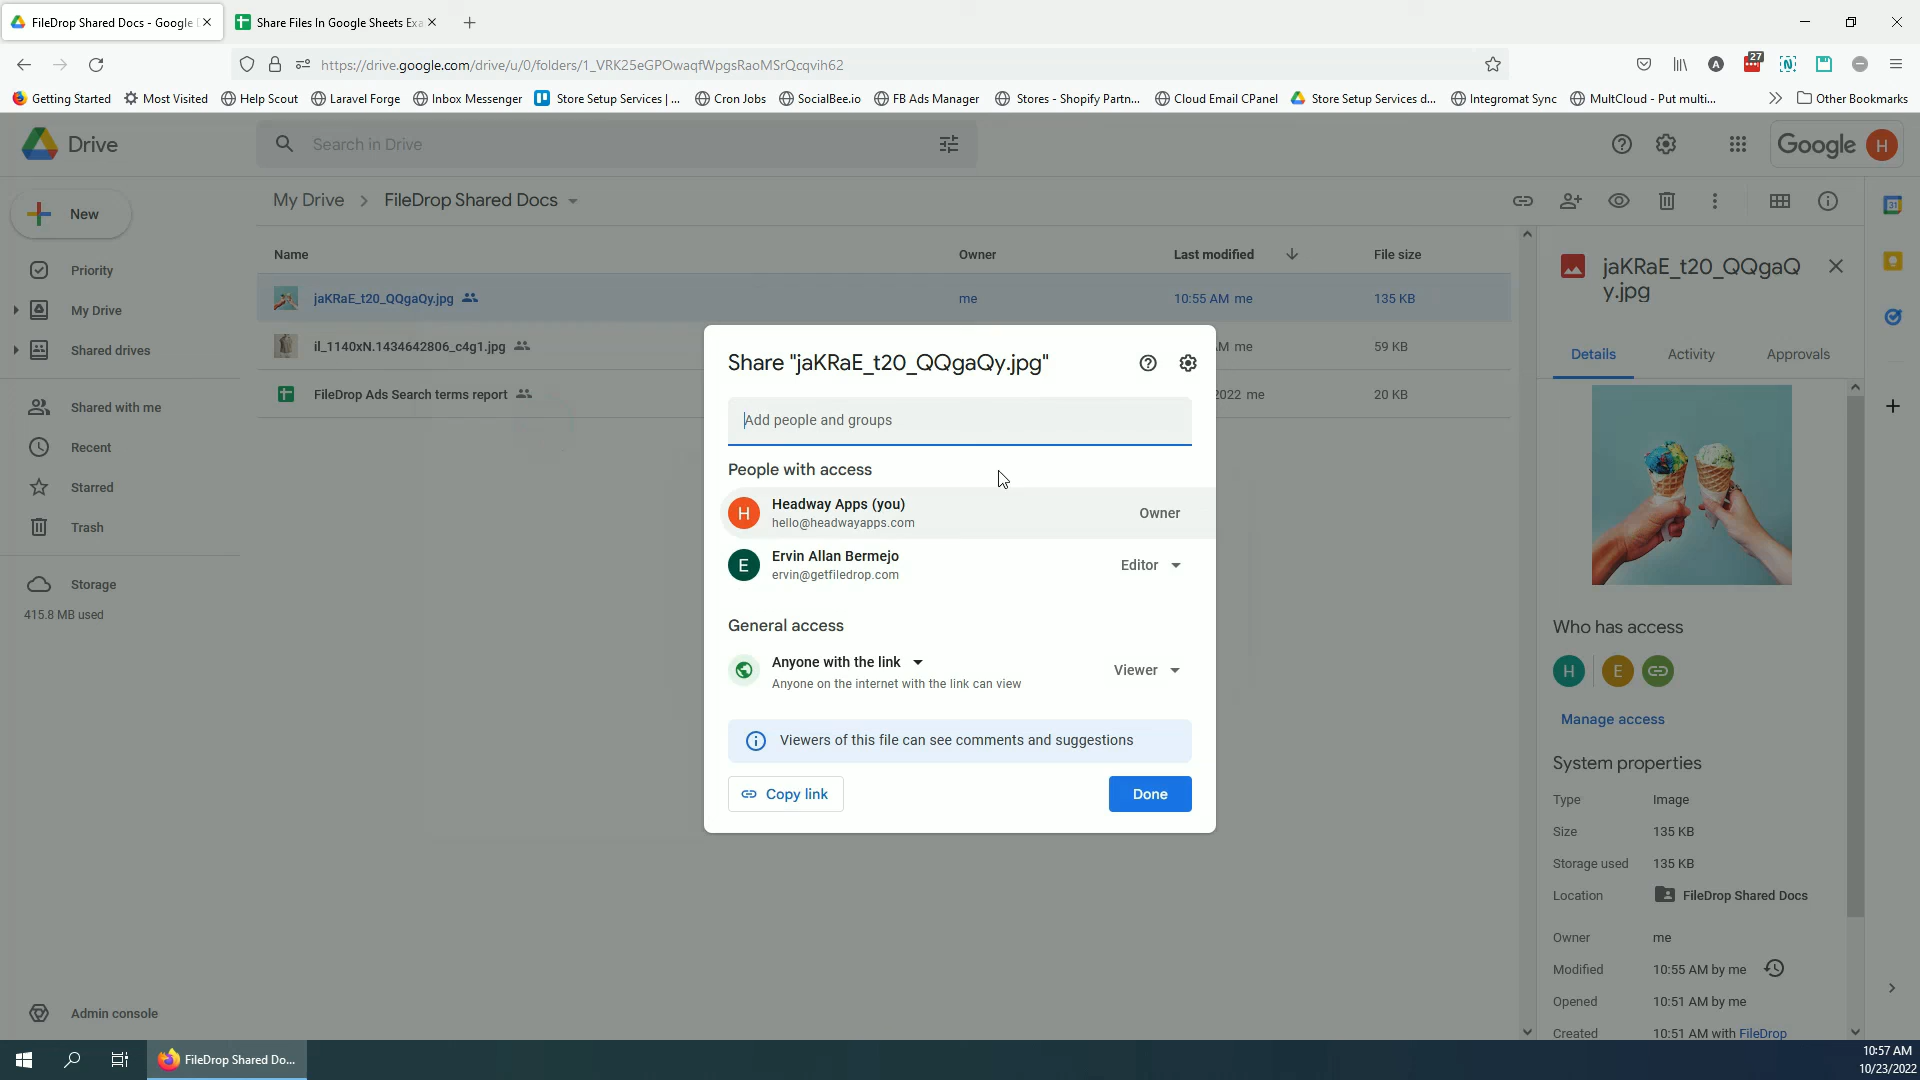 FileDrop Shared Docs - Google
Share Files In Google Sheets Exa
https://drive.google.com/drive/u/0/folders/1_VRK25eGPOwaqfWpgsRaoMSrQcqvih62
A
27
N
Getting Started
Most Visited
Help Scout
Laravel Forge
Inbox Messenger
Store Setup Services | ...
Cron Jobs
SocialBee.io
FB Ads Manager
Stores - Shopify Partn...
Cloud Email CPanel
Store Setup Services d...
Integromat Sync
MultCloud - Put multi...
Other Bookmarks
Drive
Search in Drive
Google
H
New
My Drive
FileDrop Shared Docs
31
Priority
My Drive
Shared drives
Shared with me
Recent
Starred
Trash
Storage
415.8 MB used
Admin console
Name
Owner
Last modified
File size
jaKRaE_t20_QQgaQy.jpg
me
10:55 AM me
135 KB
il_1140xN.1434642806_c4g1.jpg
M me
59 KB
FileDrop Ads Search terms report
2022 me
20 KB
Share "jaKRaE_t20_QQgaQy.jpg"
Add people and groups
People with access
H
Headway Apps (you)
hello@headwayapps.com
Owner
E
Ervin Allan Bermejo
ervin@getfiledrop.com
Editor
General access
Anyone with the link
Anyone on the internet with the link can view
Viewer
Viewers of this file can see comments and suggestions
Copy link
Done
jaKRaE_t20_QQgaQ
y.jpg
Details
Activity
Approvals
Who has access
H
E
Manage access
System properties
Type Image
Size 135 KB
Storage used 135 KB
Location FileDrop Shared Docs
Owner me
Modified 10:55 AM by me
Opened 10:51 AM by me
Created 10:51 AM with FileDrop
FileDrop Shared Do...
10:57 AM
10/23/2022